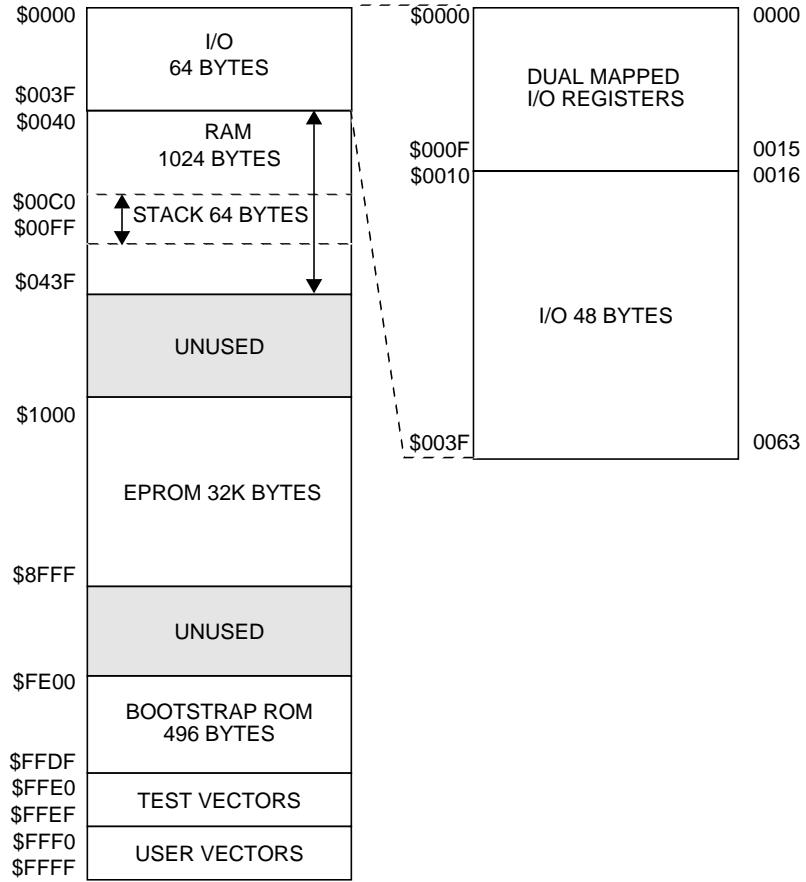 $0000
I/O
64 BYTES
$003F
$0040
RAM
1024 BYTES
$00C0
STACK 64 BYTES
$00FF
$043F
UNUSED
$1000
EPROM 32K BYTES
$8FFF
UNUSED
$FE00
BOOTSTRAP ROM
496 BYTES
$FFDF
$FFE0
TEST VECTORS
$FFEF
$FFF0
USER VECTORS
$FFFF
$0000
0000
DUAL MAPPED
I/O REGISTERS
$000F
0015
$0010
0016
I/O 48 BYTES
$003F
0063